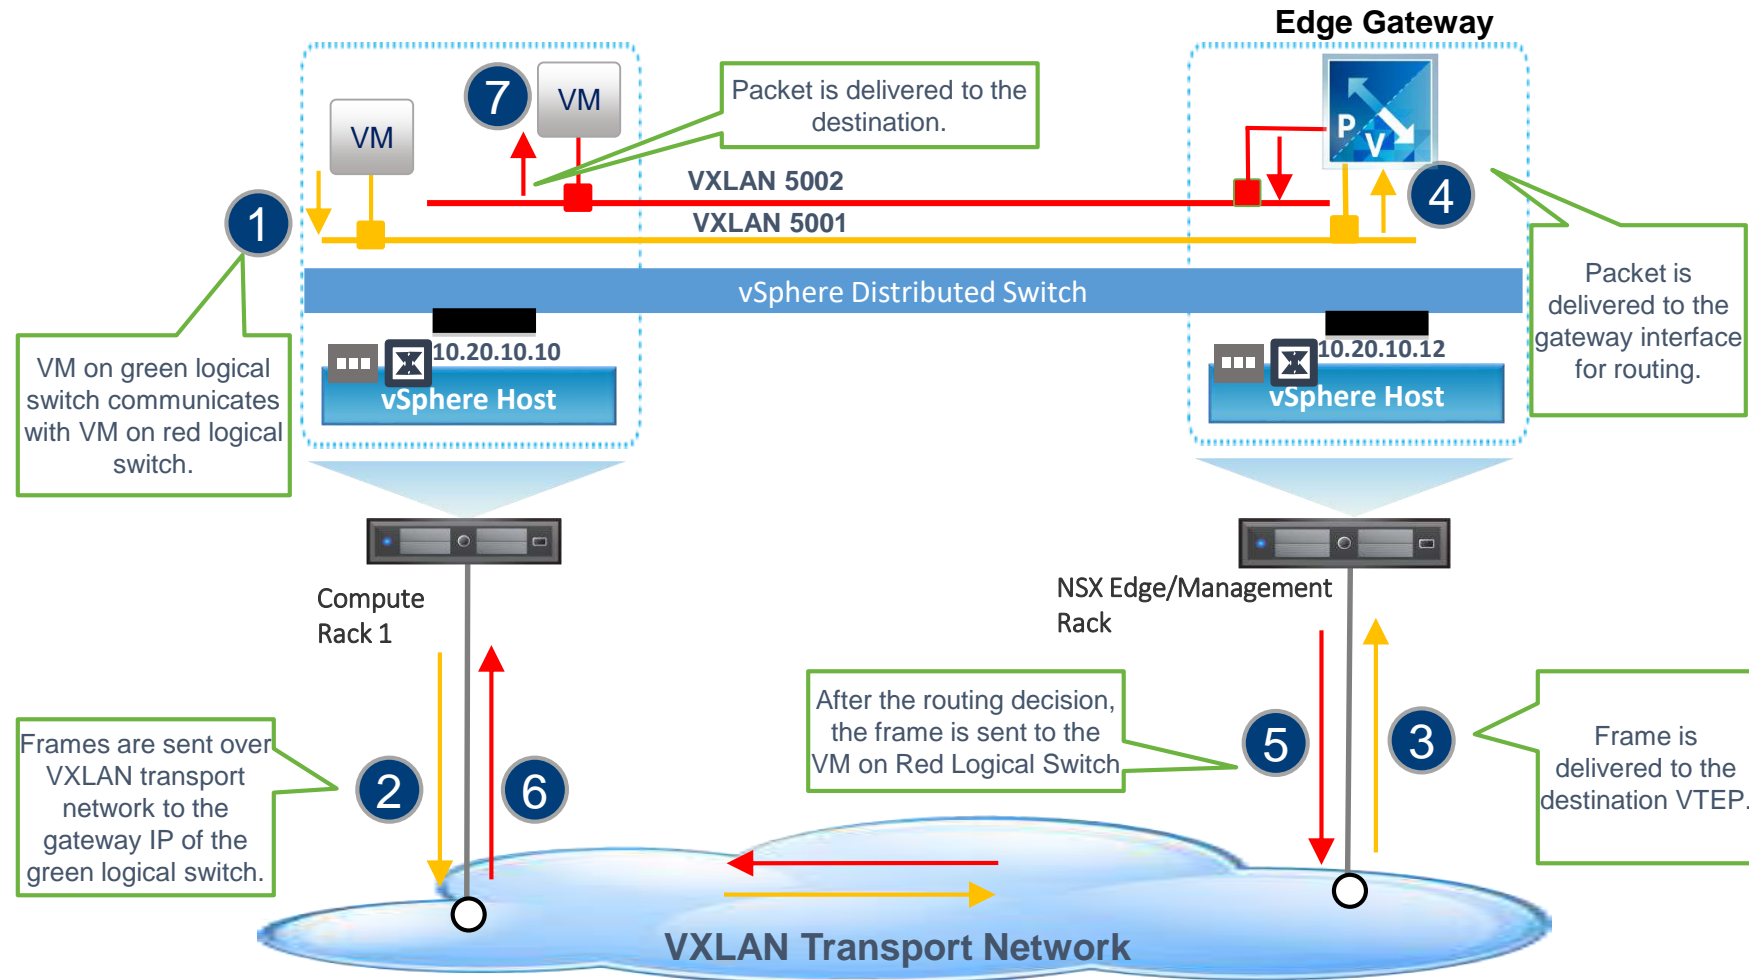 Edge Gateway
7
VM
VM
Packet is delivered to the
destination.
P
V
VXLAN 5002
4
1
VXLAN 5001
vSphere Distributed Switch
Packet is
delivered to the
gateway interface
for routing.
10.20.10.10
10.20.10.12
VM on green logical
switch communicates
with VM on red logical
switch.
vSphere Host
vSphere Host
Compute
Rack 1
NSX Edge/Management
Rack
After the routing decision,
the frame is sent to the
VM on Red Logical Switch
5
3
Frame is
delivered to the
destination VTEP.
Frames are sent over
VXLAN transport
network to the
gateway IP of the
green logical switch.
2
6
VXLAN Transport Network